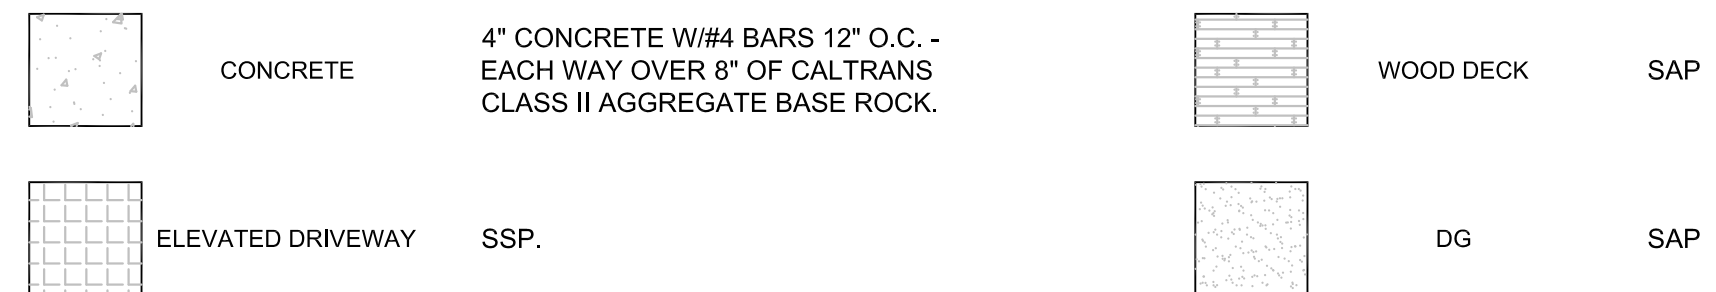 CONCRETE
4" CONCRETE W/#4 BARS 12" O.C. -
EACH WAY OVER 8" OF CALTRANS
CLASS II AGGREGATE BASE ROCK.
WOOD DECK
SAP
ELEVATED DRIVEWAY
SSP.
DG
SAP